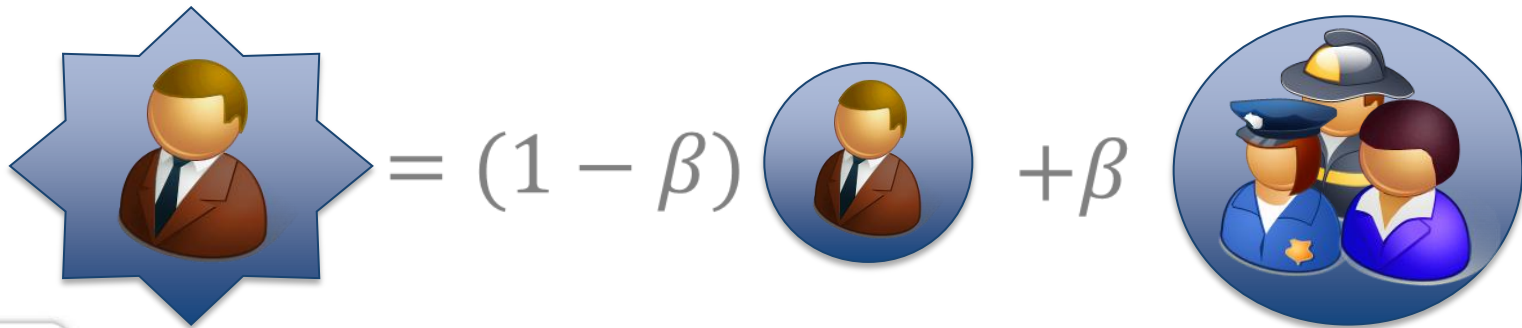 = (1 − β) +β